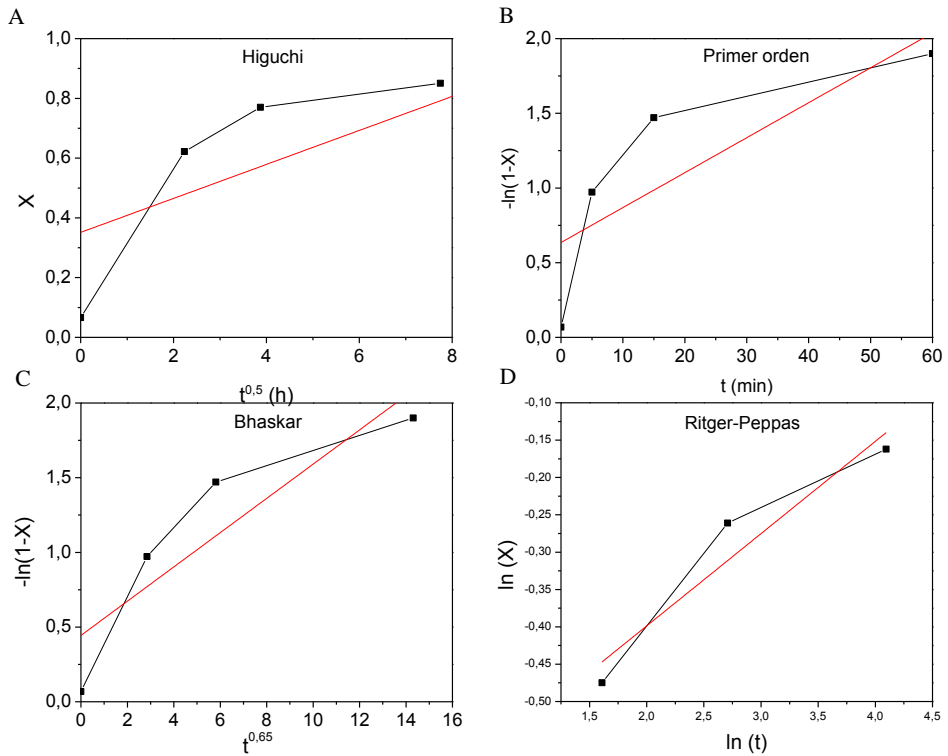 A
Higuchi
X
1,0
0,8
0,6
0,4
0,2
0,0
0 2 4 6 8
t^0,5 (h)
B
Primer orden
-ln(1-X)
2,0
1,5
1,0
0,5
0,0
0 10 20 30 40 50 60
t (min)
C
Bhaskar
-ln(1-X)
2,0
1,5
1,0
0,5
0,0
0 2 4 6 8 10 12 14 16
t^0,65
D
Ritger-Peppas
ln (X)
-0,10
-0,15
-0,20
-0,25
-0,30
-0,35
-0,40
-0,45
-0,50
1,5 2,0 2,5 3,0 3,5 4,0 4,5
ln (t)